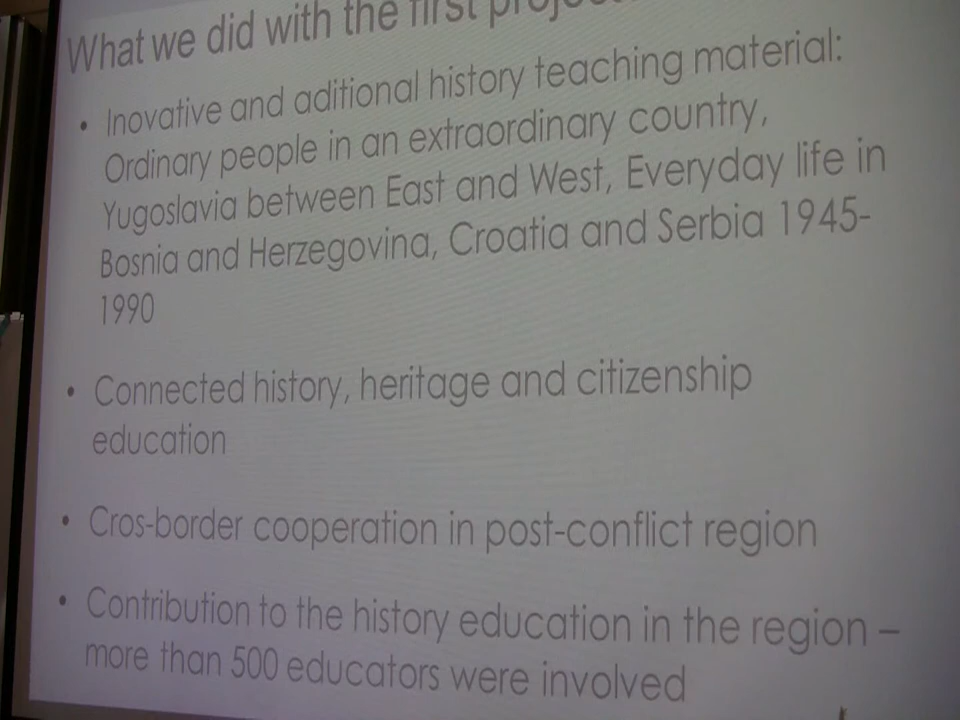 What we did with the first
• Inovative and aditional history teaching material:
Ordinary people in an extraordinary country,
Yugoslavia between East and West, Everyday life in
Bosnia and Herzegovina, Croatia and Serbia 1945-
1990
• Connected history, heritage and citizenship
education
• Cros-border cooperation in post-conflict region
• Contribution to the history education in the region –
more than 500 educators were involved